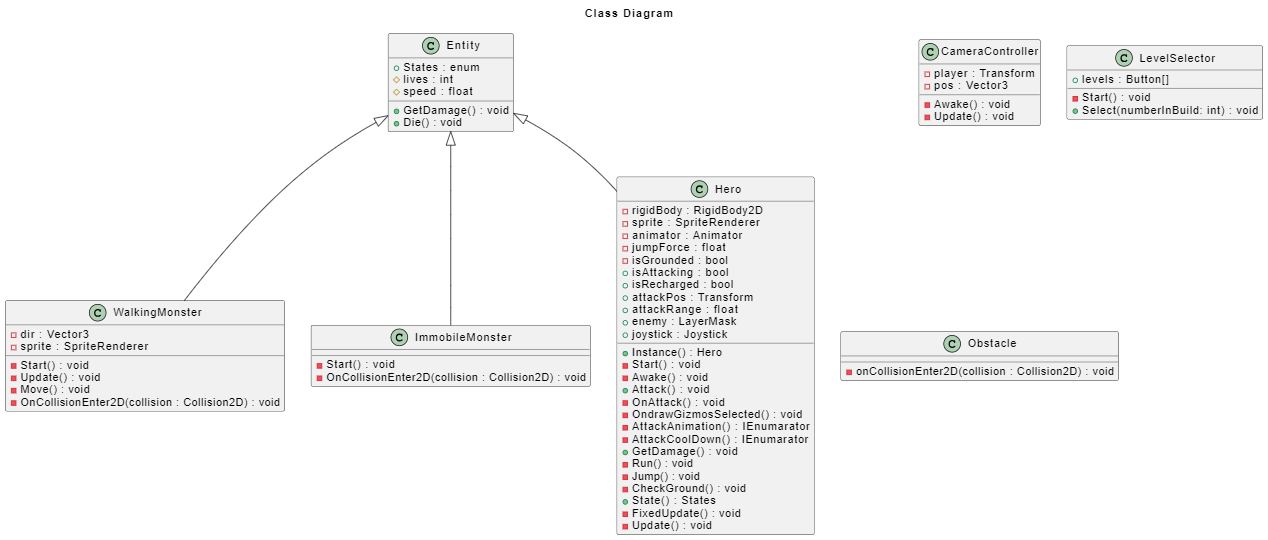 Class Diagram
C Entity
States : enum
lives : int
speed : float
GetDamage() : void
Die() : void
C CameraController
player : Transform
pos : Vector3
Awake() : void
Update() : void
C LevelSelector
levels : Button[]
Start() : void
Select(numberInBuild: int) : void
C Hero
rigidBody : RigidBody2D
sprite : SpriteRenderer
animator : Animator
jumpForce : float
isGrounded : bool
isAttacking : bool
isRecharged : bool
attackPos : Transform
attackRange : float
enemy : LayerMask
joystick : Joystick
Instance() : Hero
Start() : void
Awake() : void
Attack() : void
OnAttack() : void
OndrawGizmosSelected() : void
AttackAnimation() : IEnumarator
AttackCoolDown() : IEnumarator
GetDamage() : void
Run() : void
Jump() : void
CheckGround() : void
State() : States
FixedUpdate() : void
Update() : void
C WalkingMonster
dir : Vector3
sprite : SpriteRenderer
Start() : void
Update() : void
Move() : void
OnCollisionEnter2D(collision : Collision2D) : void
C ImmobileMonster
Start() : void
OnCollisionEnter2D(collision : Collision2D) : void
C Obstacle
onCollisionEnter2D(collision : Collision2D) : void